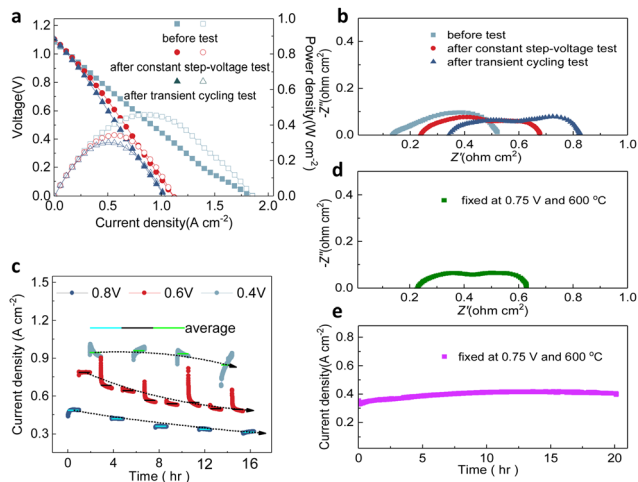 a
1.2
1.0
0.8
0.6
0.4
0.2
0.0
Voltage(V)
1.0
0.8
0.6
0.4
0.2
0.0
Power density(W cm⁻²)
before test
after constant step-voltage test
after transient cycling test
0.0
0.5
1.0
1.5
2.0
Current density(A cm⁻²)
b
0.4
0.2
0.0
-Z"(ohm cm²)
before test
after constant step-voltage test
after transient cycling test
0.2
0.4
0.6
0.8
1.0
Z'(ohm cm²)
d
0.4
0.2
0.0
-Z"(ohm cm²)
fixed at 0.75 V and 600 °C
0.2
0.4
0.6
0.8
1.0
Z'(ohm cm²)
c
1.5
1.2
0.9
0.6
0.3
Current density (A cm⁻²)
0.8V
0.6V
0.4V
average
0
4
8
12
16
Time ( hr)
e
0.8
0.6
0.4
0.2
Current density(A cm⁻²)
fixed at 0.75 V and 600 °C
0
5
10
15
20
Time ( hr)